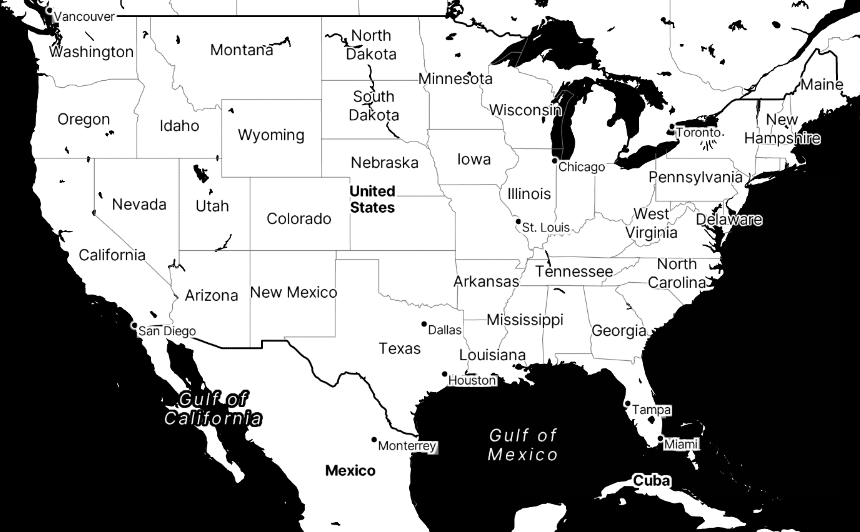 Vancouver
Washington
Montana
North
Dakota
Minnesota
Maine
Oregon
Idaho
Wyoming
South
Dakota
Wisconsin
Toronto
New
Hampshire
Nebraska
Iowa
Chicago
Pennsylvania
United
States
Nevada
Utah
Colorado
Illinois
St. Louis
West
Virginia
Delaware
California
Arizona
New Mexico
Arkansas
Tennessee
North
Carolina
San Diego
Dallas
Texas
Mississippi
Georgia
Louisiana
Houston
Gulf of
California
Tampa
Gulf of
Mexico
Miami
Monterrey
Mexico
Cuba